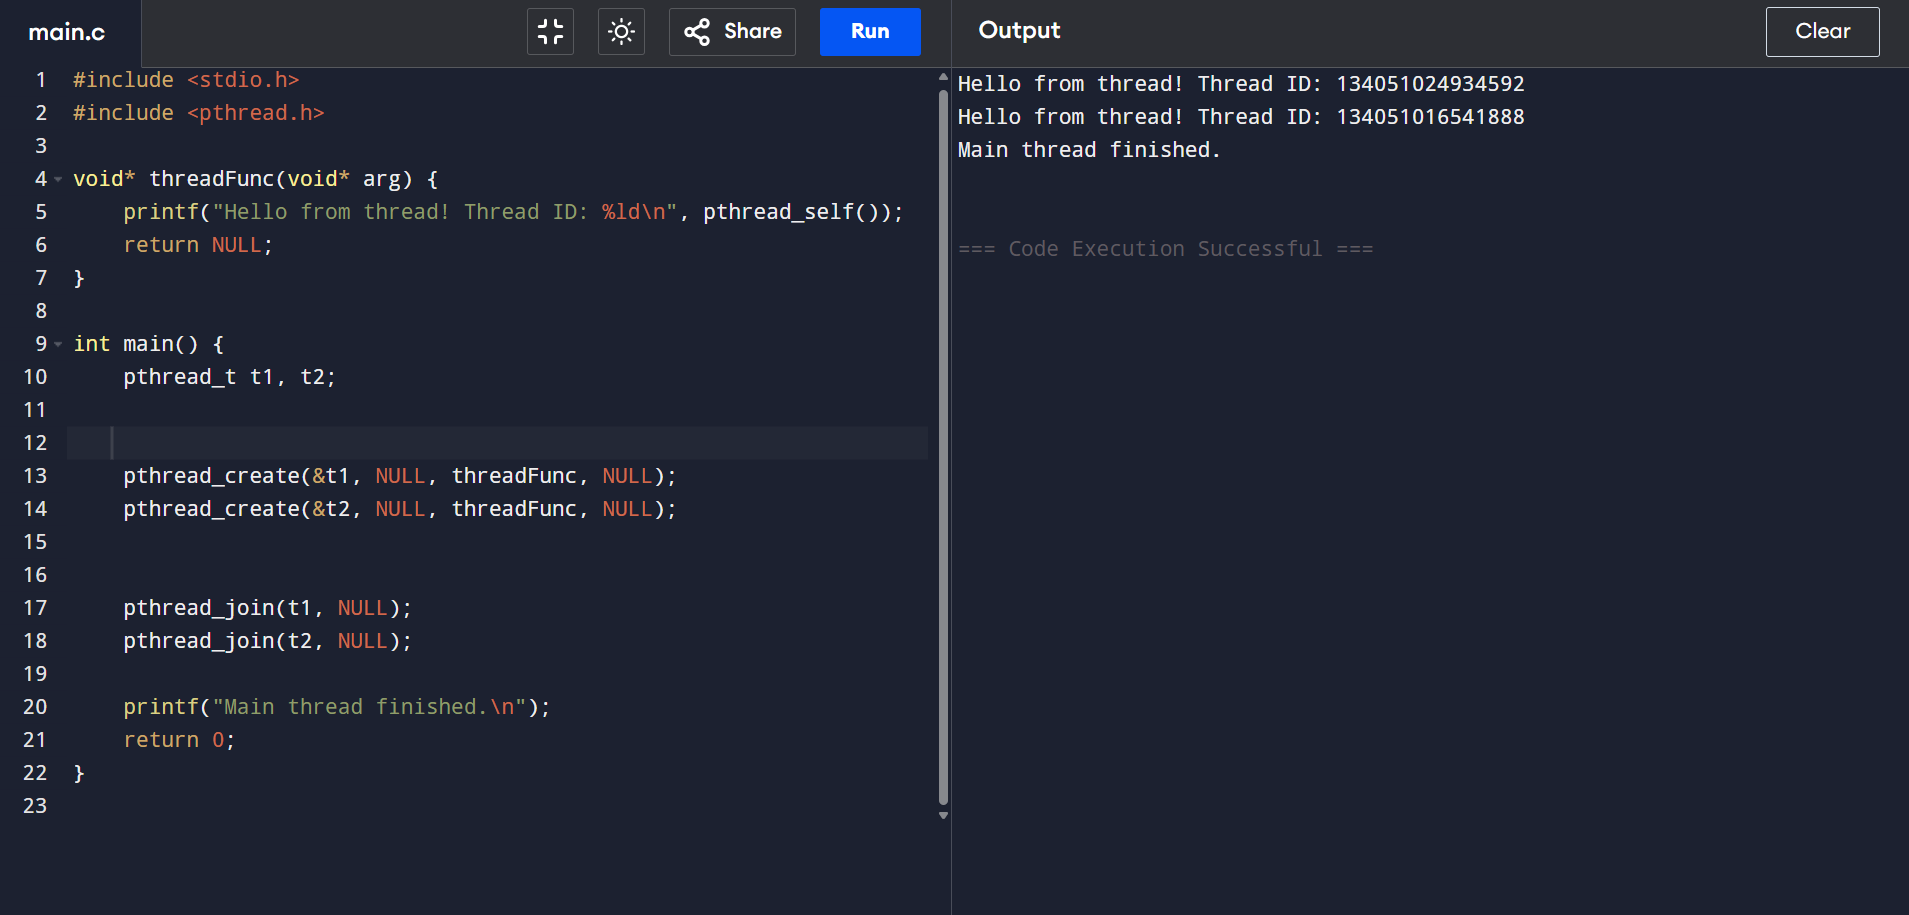 main.c
Share
Run
Output
Clear
1 #include <stdio.h>
2 #include <pthread.h>
3
4 void* threadFunc(void* arg) {
5     printf("Hello from thread! Thread ID: %ld\n", pthread_self());
6     return NULL;
7 }
8
9 int main() {
10     pthread_t t1, t2;
11
12
13     pthread_create(&t1, NULL, threadFunc, NULL);
14     pthread_create(&t2, NULL, threadFunc, NULL);
15
16
17     pthread_join(t1, NULL);
18     pthread_join(t2, NULL);
19
20     printf("Main thread finished.\n");
21     return 0;
22 }
23
Hello from thread! Thread ID: 134051024934592
Hello from thread! Thread ID: 134051016541888
Main thread finished.
=== Code Execution Successful ===